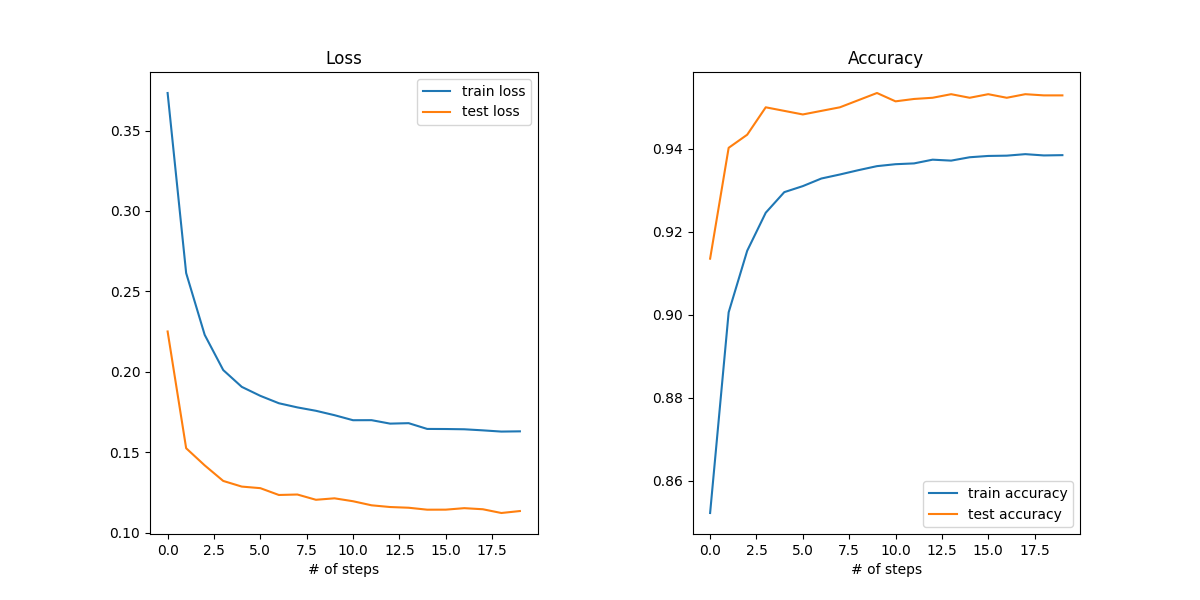 Loss
train loss
test loss
0.35
0.30
0.25
0.20
0.15
0.10
0.0 2.5 5.0 7.5 10.0 12.5 15.0 17.5
# of steps
Accuracy
0.94
0.92
0.90
0.88
0.86
train accuracy
test accuracy
0.0 2.5 5.0 7.5 10.0 12.5 15.0 17.5
# of steps